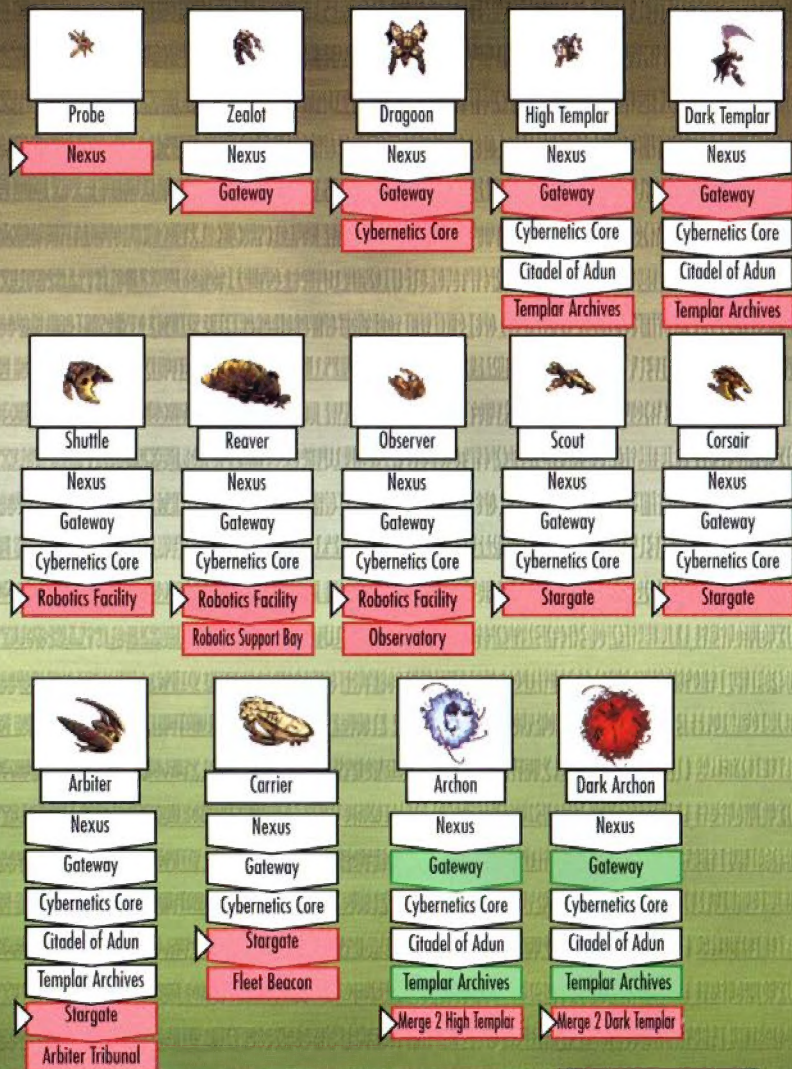 Probe
Nexus
Zealot
Nexus
Gateway
Dragoon
Nexus
Gateway
Cybernetics Core
High Templar
Nexus
Gateway
Cybernetics Core
Citadel of Adun
Templar Archives
Dark Templar
Nexus
Gateway
Cybernetics Core
Citadel of Adun
Templar Archives
Shuttle
Nexus
Gateway
Cybernetics Core
Robotics Facility
Reaver
Nexus
Gateway
Cybernetics Core
Robotics Facility
Robotics Support Bay
Observer
Nexus
Gateway
Cybernetics Core
Robotics Facility
Observatory
Scout
Nexus
Gateway
Cybernetics Core
Stargate
Corsair
Nexus
Gateway
Cybernetics Core
Stargate
Arbiter
Nexus
Gateway
Cybernetics Core
Citadel of Adun
Templar Archives
Stargate
Arbiter Tribunal
Carrier
Nexus
Gateway
Cybernetics Core
Stargate
Fleet Beacon
Archon
Nexus
Gateway
Cybernetics Core
Citadel of Adun
Templar Archives
Merge 2 High Templar
Dark Archon
Nexus
Gateway
Cybernetics Core
Citadel of Adun
Templar Archives
Merge 2 Dark Templar